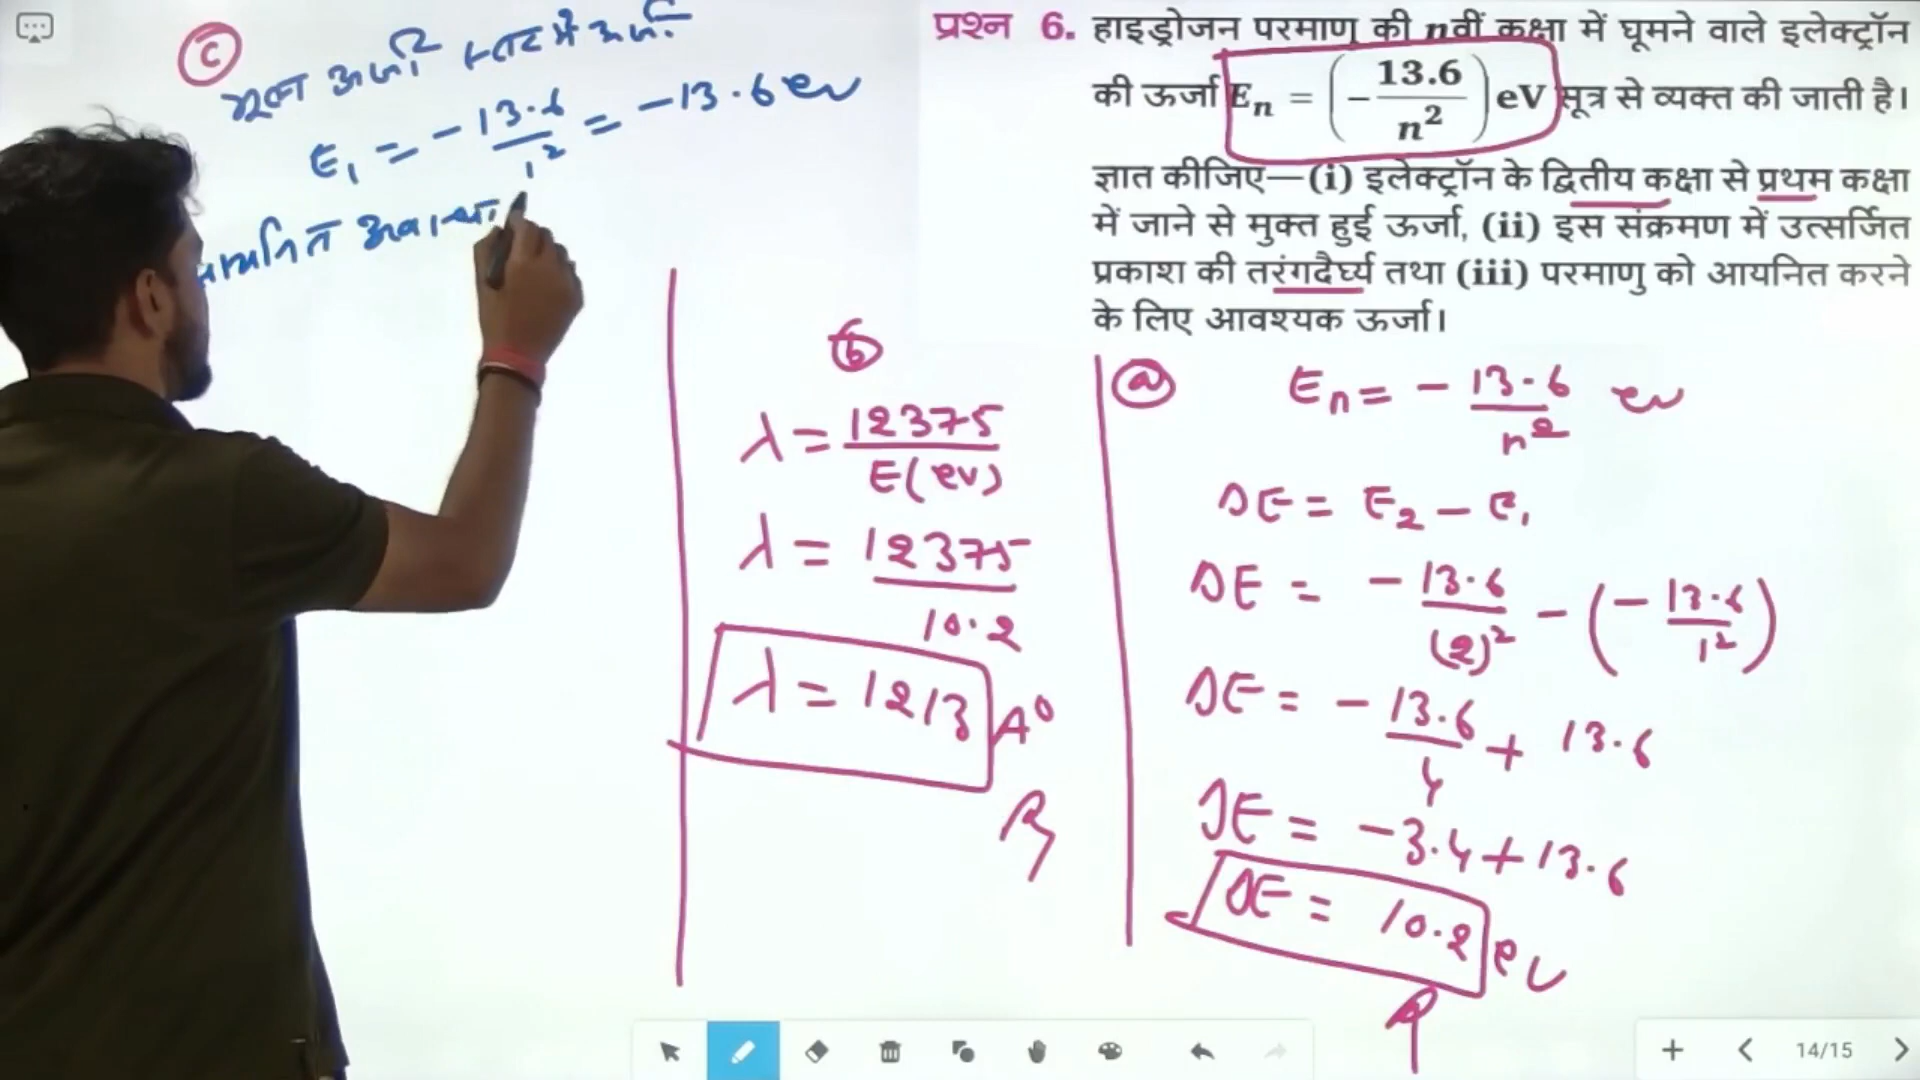 प्रश्न 6. हाइड्रोजन परमाणु की nवीं कक्षा में घूमने वाले इलेक्ट्रॉन
की ऊर्जा Eₙ = (-13.6/n²) eV सूत्र से व्यक्त की जाती है।
ज्ञात कीजिए—(i) इलेक्ट्रॉन के द्वितीय कक्षा से प्रथम कक्षा
में जाने से मुक्त हुई ऊर्जा, (ii) इस संक्रमण में उत्सर्जित
प्रकाश की तरंगदैर्घ्य तथा (iii) परमाणु को आयनित करने
के लिए आवश्यक ऊर्जा।
(a) Eₙ = -13.6/n² ev
ΔE = E₂ - E₁
ΔE = -13.6/(2)² - (-13.6/1²)
ΔE = -13.6/4 + 13.6
ΔE = -3.4 + 13.6
ΔE = 10.2 ev
(b)
λ = 12375/E(ev)
λ = 12375/10.2
λ = 1213 A⁰
(c)
ऊर्जा स्तर में ऊर्जा
E₁ = -13.6/1² = -13.6 ev
14/15